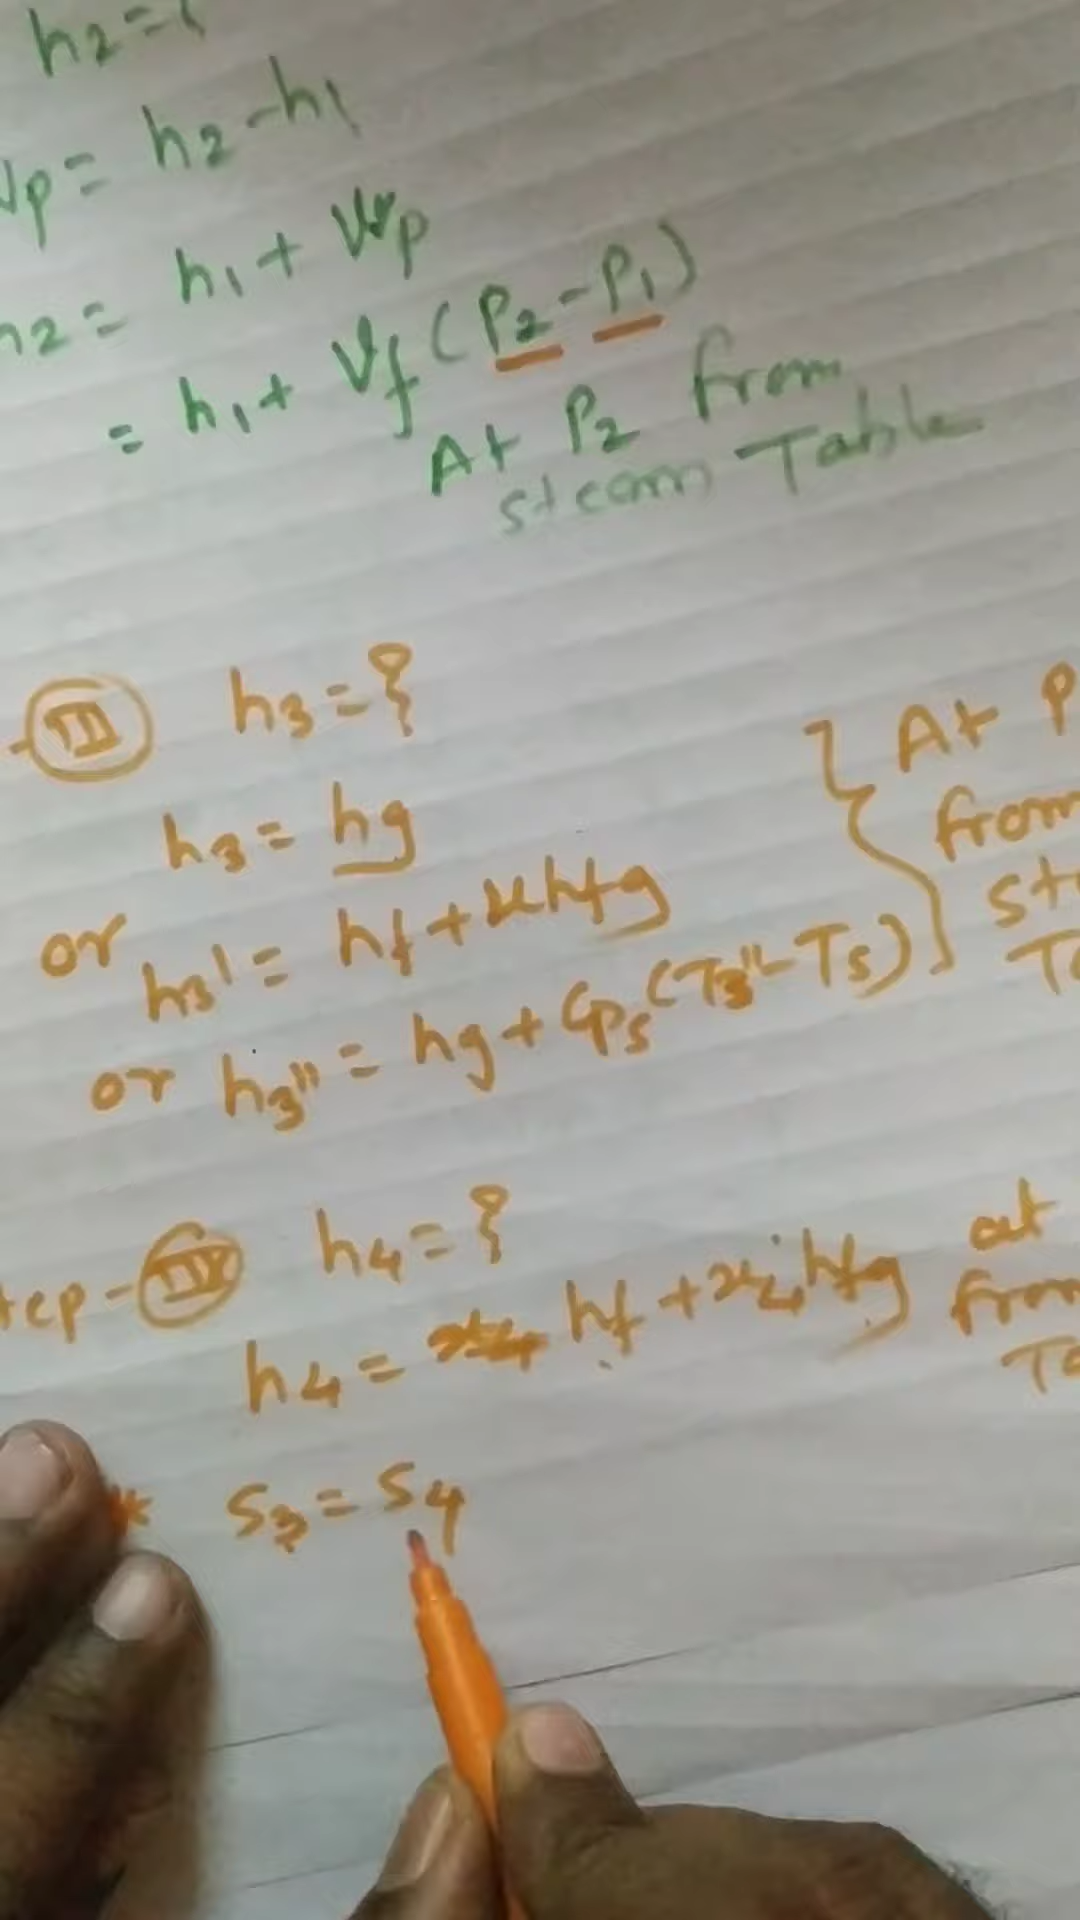 h2=
Wp= h2-h1
h2= h1+Wp
= h1+ Vf(P2-P1)
At P2 from
steam Table
III h3=?
h3= hg
or h3'= hf+xhfg
or h3"= hg+Cps(T3"-Ts)
At P
from
IV h4=?
h4= hf+x4hfg
at
from
* S3=S4